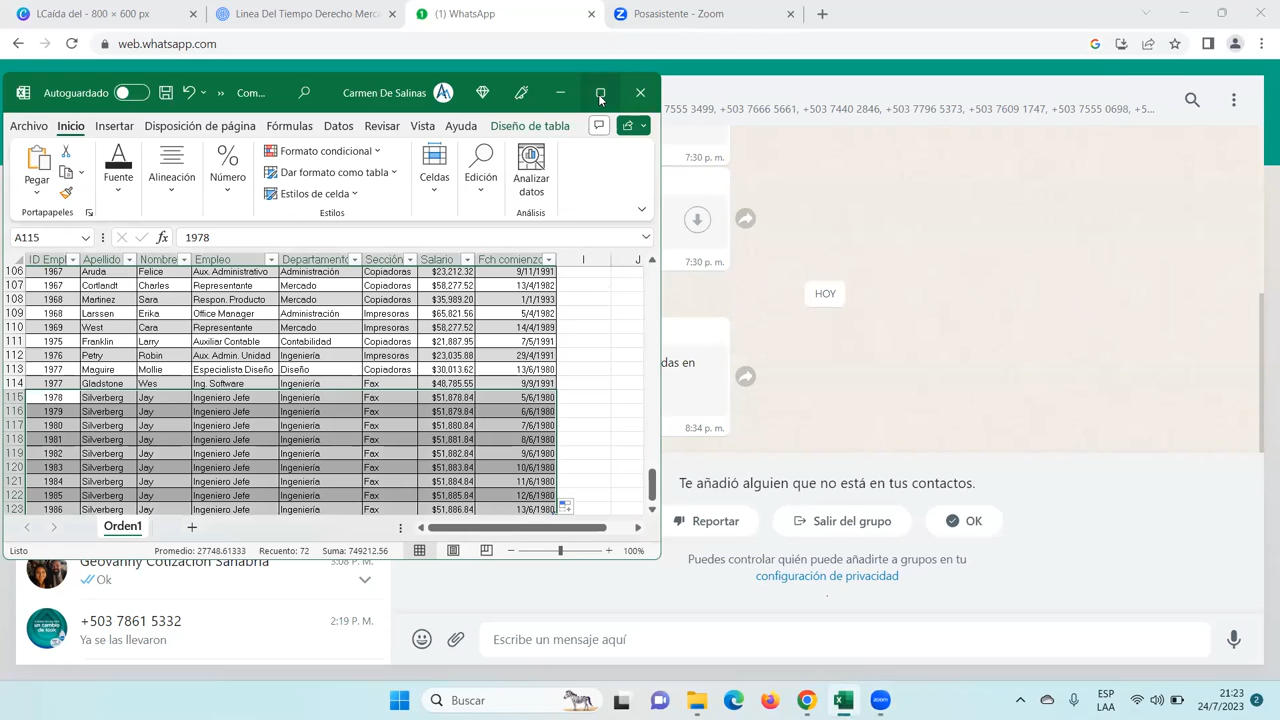 LCaída del - 800 × 600 px
Linea Del Tiempo Derecho Merc
(1) WhatsApp
Posasistente - Zoom
web.whatsapp.com
Autoguardado
Com...
Carmen De Salinas
7555 3499, +503 7666 5661, +503 7440 2846, +503 7796 5373, +503 7609 1747, +503 7555 0698, +5...
Archivo Inicio Insertar Disposición de página Fórmulas Datos Revisar Vista Ayuda Diseño de tabla
Pegar
Fuente
Alineación
Número
Formato condicional
Dar formato como tabla
Estilos de celda
Celdas
Edición
Analizar
datos
Portapapeles
Estilos
Análisis
A115
1978
ID Empl Apellido Nombre Empleo Departamento Sección Salario Fch comienzo I J
106 1967 Aruda Felice Aux. Administrativo Administración Copiadoras $23,212.32 9/11/1991
107 1967 Cortlandt Charles Representante Mercado Copiadoras $58,277.52 13/4/1982
108 1968 Martinez Sara Respon. Producto Mercado Copiadoras $35,989.20 1/1/1993
109 1968 Larssen Erika Office Manager Administración Impresoras $65,821.56 5/4/1984
110 1969 West Cara Representante Mercado Impresoras $58,277.52 14/4/1989
111 1975 Franklin Larry Auxiliar Contable Contabilidad Impresoras $21,887.95 7/5/1991
112 1976 Petry Robin Aux. Admin. Unidad Ingeniería Impresoras $23,035.88 29/4/1991
113 1977 Maguire Mollie Especialista Diseño Diseño Copiadoras $30,013.62 13/6/1980
114 1977 Gladstone Wes Ing. Software Ingeniería Fax $48,785.55 9/9/1991
115 1978 Silverberg Jay Ingeniero Jefe Ingeniería Fax $51,878.84 5/6/1980
116 1979 Silverberg Jay Ingeniero Jefe Ingeniería Fax $51,879.84 6/6/1980
117 1980 Silverberg Jay Ingeniero Jefe Ingeniería Fax $51,880.84 7/6/1980
118 1981 Silverberg Jay Ingeniero Jefe Ingeniería Fax $51,881.84 8/6/1980
119 1982 Silverberg Jay Ingeniero Jefe Ingeniería Fax $51,882.84 9/6/1980
120 1983 Silverberg Jay Ingeniero Jefe Ingeniería Fax $51,883.84 10/6/1980
121 1984 Silverberg Jay Ingeniero Jefe Ingeniería Fax $51,884.84 11/6/1980
122 1985 Silverberg Jay Ingeniero Jefe Ingeniería Fax $51,885.84 12/6/1980
123 1986 Silverberg Jay Ingeniero Jefe Ingeniería Fax $51,886.84 13/6/1980
Orden1
Listo
Promedio: 27748.61333 Recuento: 72 Suma: 749212.56
100%
7:30 p. m.
7:30 p. m.
HOY
das en
8:34 p. m.
Te añadió alguien que no está en tus contactos.
Reportar
Salir del grupo
OK
Puedes controlar quién puede añadirte a grupos en tu
configuración de privacidad
Geovanny Cotización Sanabria
3:08 P. M.
Ok
un cambio
de look
+503 7861 5332
2:19 P. M.
Ya se las llevaron
Escribe un mensaje aquí
Buscar
ESP
LAA
21:23
24/7/2023
2